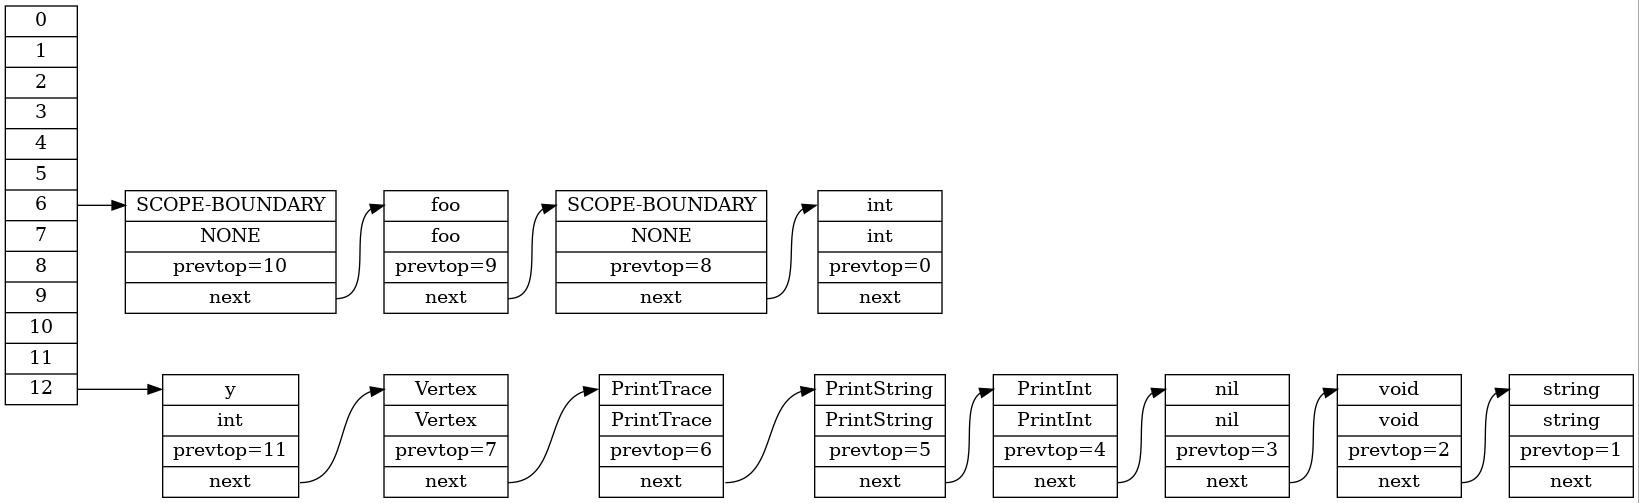 0
1
2
3
4
5
6
7
8
9
10
11
12
SCOPE-BOUNDARY
NONE
prevtop=10
next
foo
foo
prevtop=9
next
SCOPE-BOUNDARY
NONE
prevtop=8
next
int
int
prevtop=0
next
y
int
prevtop=11
next
Vertex
Vertex
prevtop=7
next
PrintTrace
PrintTrace
prevtop=6
next
PrintString
PrintString
prevtop=5
next
PrintInt
PrintInt
prevtop=4
next
nil
nil
prevtop=3
next
void
void
prevtop=2
next
string
string
prevtop=1
next